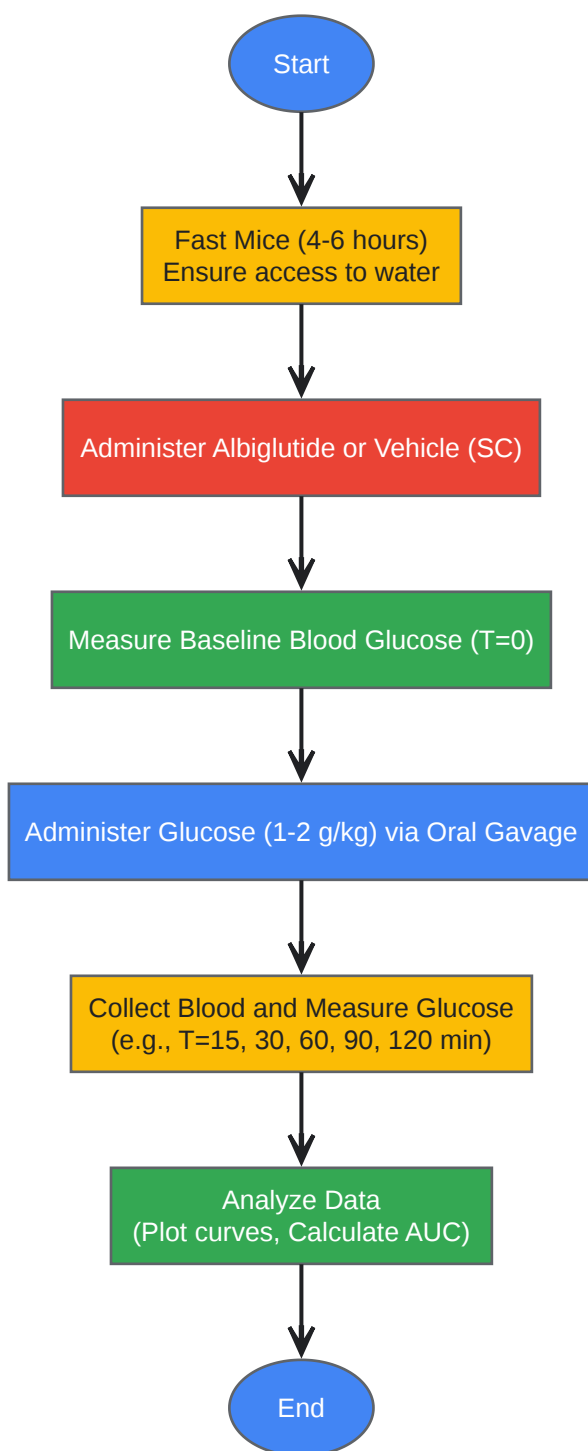 Start
Fast Mice (4-6 hours)
Ensure access to water
Administer Albiglutide or Vehicle (SC)
Measure Baseline Blood Glucose (T=0)
Administer Glucose (1-2 g/kg) via Oral Gavage
Collect Blood and Measure Glucose
(e.g., T=15, 30, 60, 90, 120 min)
Analyze Data
(Plot curves, Calculate AUC)
End